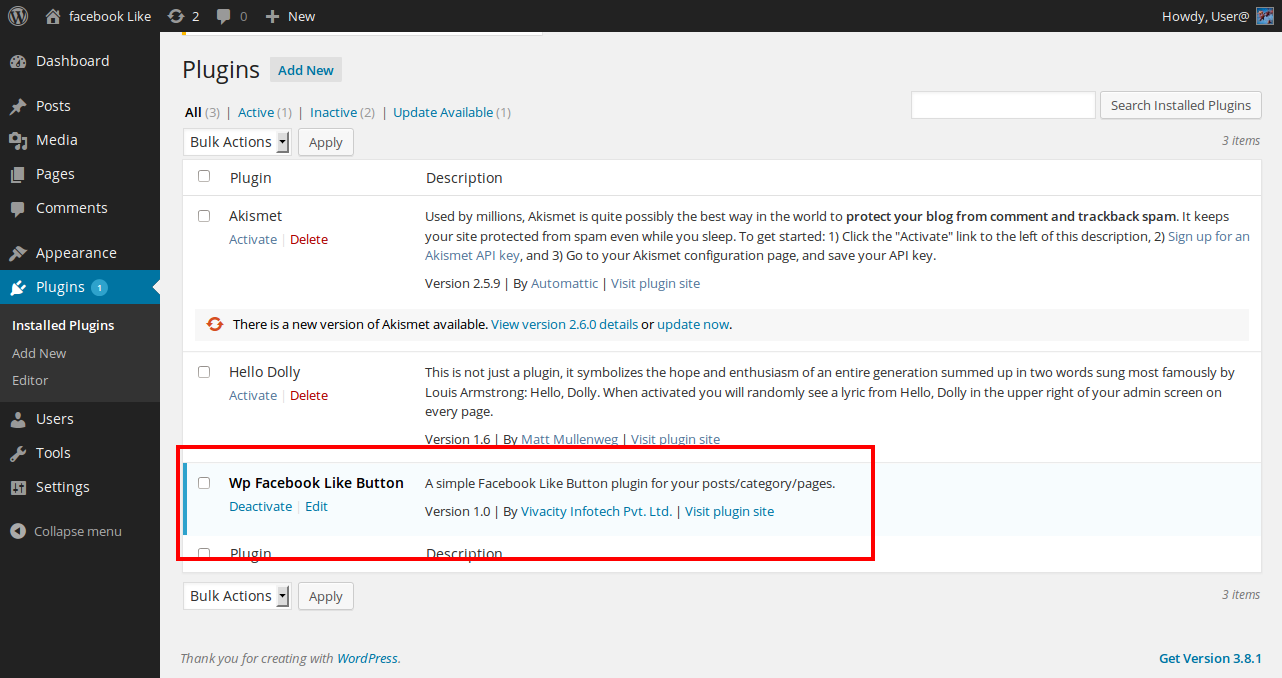 facebook Like 2 0 New Howdy, User@
Dashboard
Posts
Media
Pages
Comments
Appearance
Plugins 1
Installed Plugins
Add New
Editor
Users
Tools
Settings
Collapse menu
Plugins Add New
All (3) | Active (1) | Inactive (2) | Update Available (1)
Search Installed Plugins
Bulk Actions Apply
3 items
Plugin Description
Akismet
Activate | Delete
Used by millions, Akismet is quite possibly the best way in the world to protect your blog from comment and trackback spam. It keeps
your site protected from spam even while you sleep. To get started: 1) Click the "Activate" link to the left of this description, 2) Sign up for an
Akismet API key, and 3) Go to your Akismet configuration page, and save your API key.
Version 2.5.9 | By Automattic | Visit plugin site
There is a new version of Akismet available. View version 2.6.0 details or update now.
Hello Dolly
Activate | Delete
This is not just a plugin, it symbolizes the hope and enthusiasm of an entire generation summed up in two words sung most famously by
Louis Armstrong: Hello, Dolly. When activated you will randomly see a lyric from Hello, Dolly in the upper right of your admin screen on
every page.
Version 1.6 | By Matt Mullenweg | Visit plugin site
Wp Facebook Like Button
Deactivate | Edit
A simple Facebook Like Button plugin for your posts/category/pages.
Version 1.0 | By Vivacity Infotech Pvt. Ltd. | Visit plugin site
Plugin Description
Bulk Actions Apply
3 items
Thank you for creating with WordPress.
Get Version 3.8.1